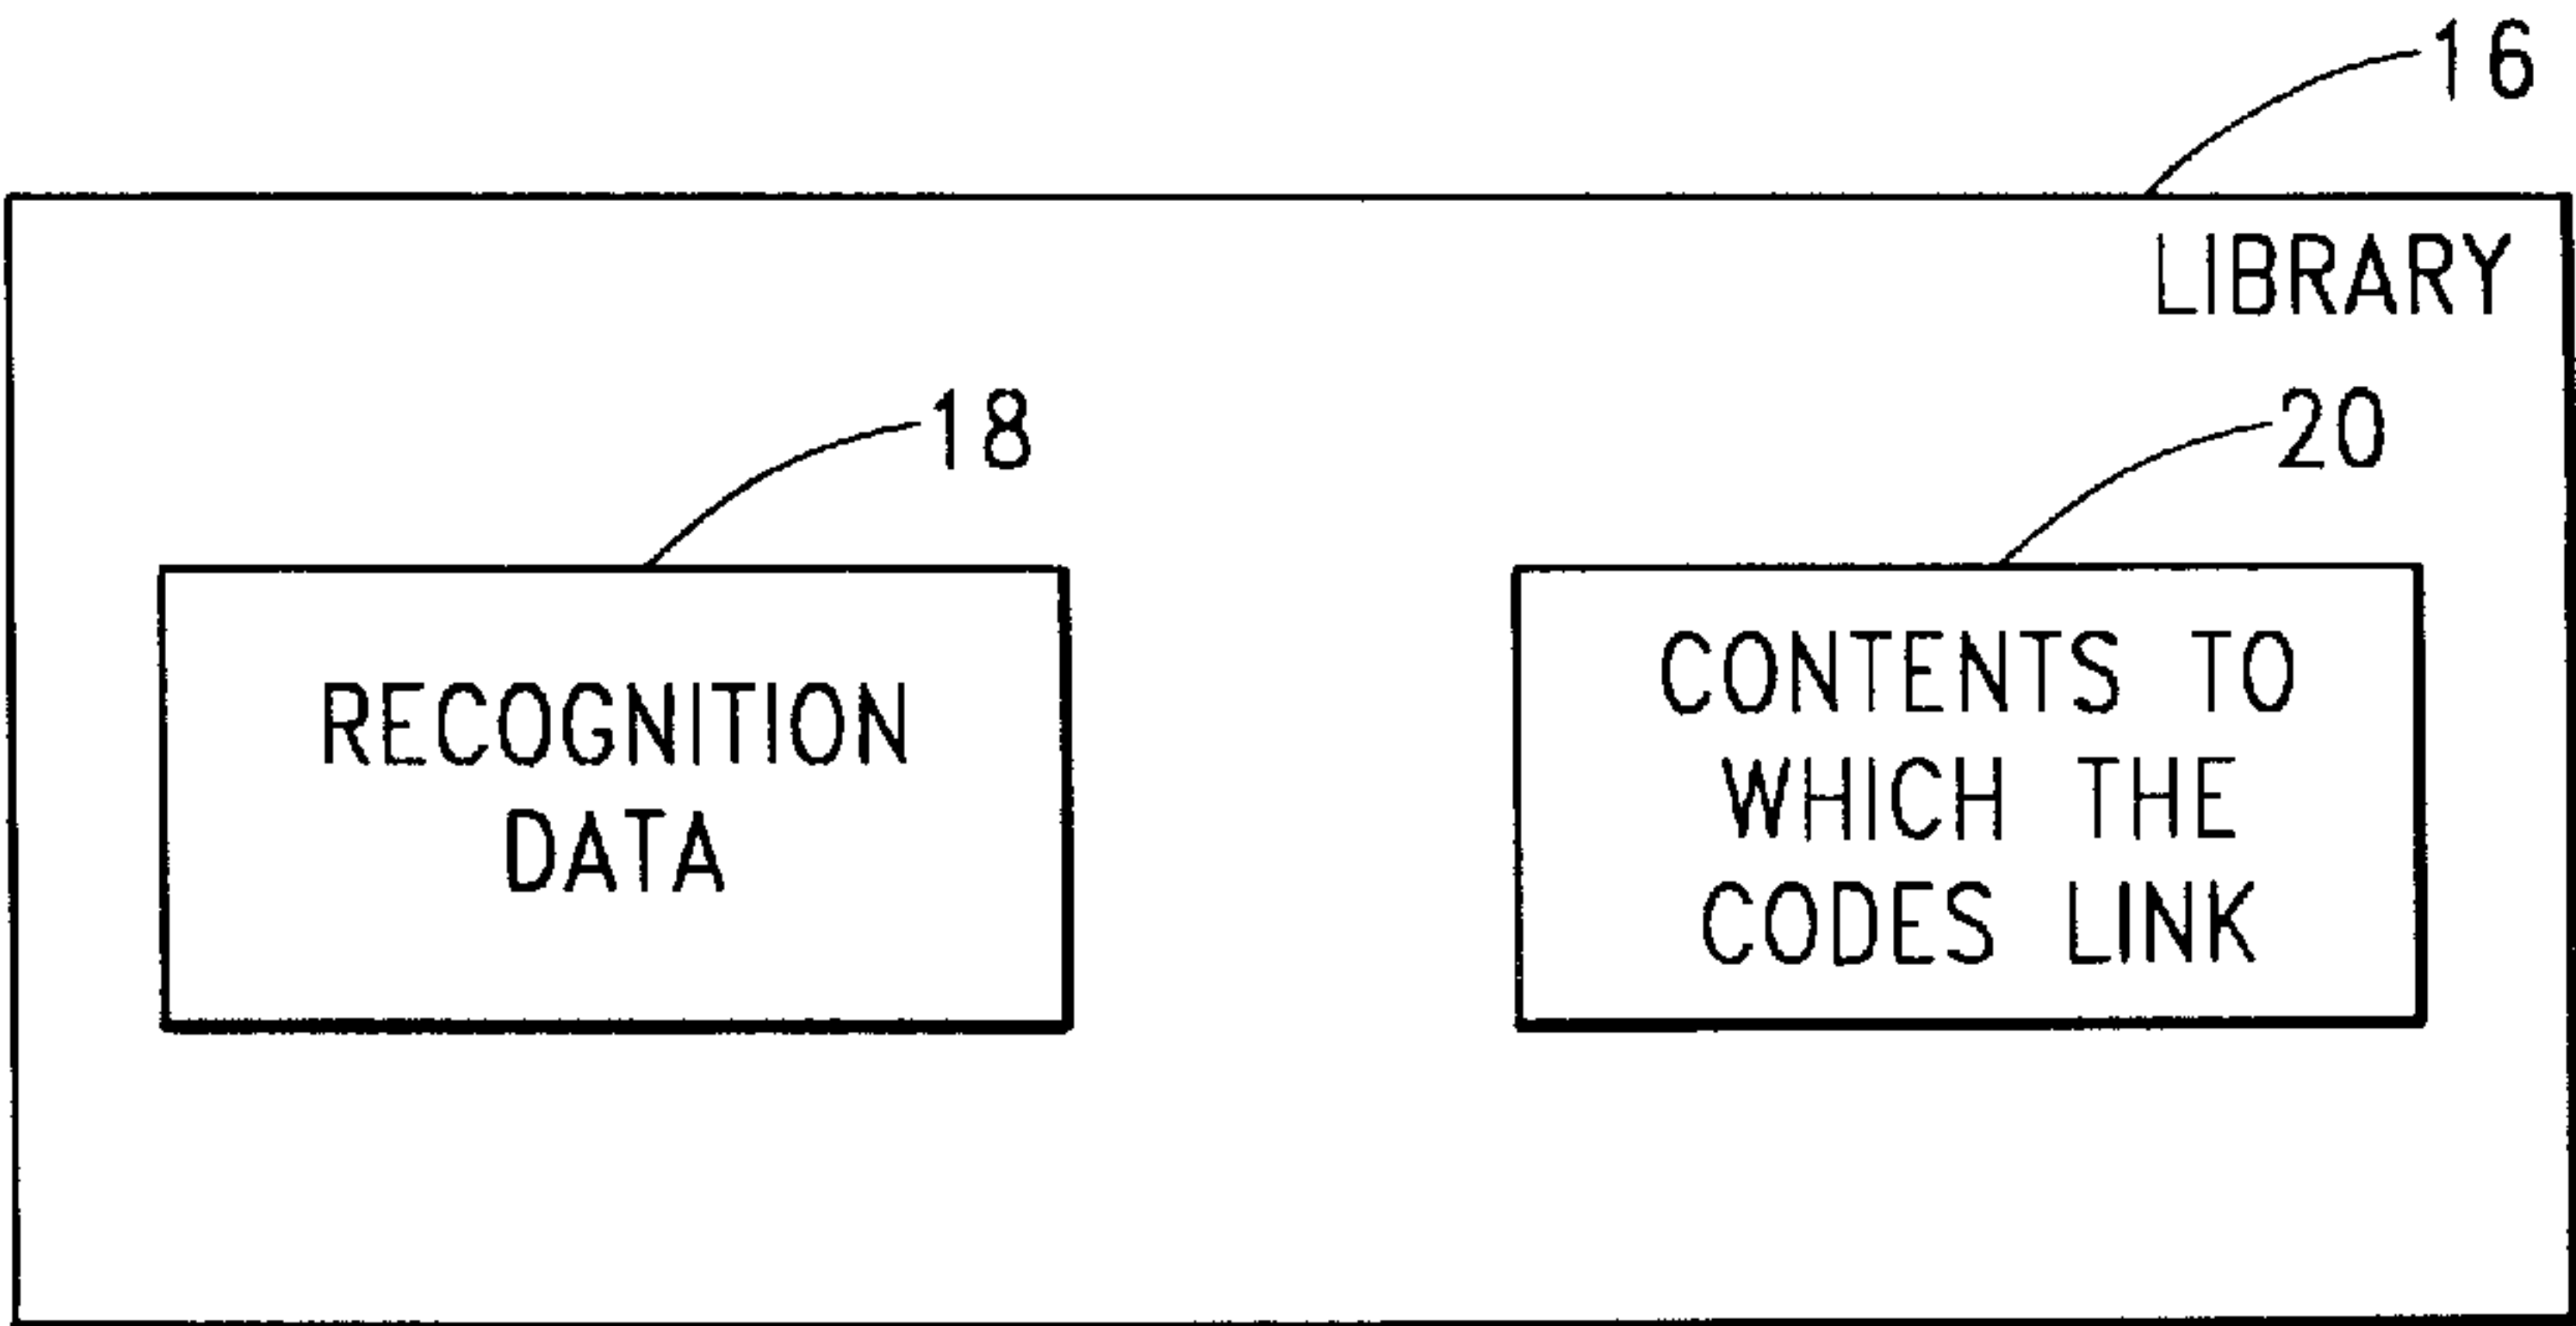 16
LIBRARY
18
20
RECOGNITION
DATA
CONTENTS TO
WHICH THE
CODES LINK